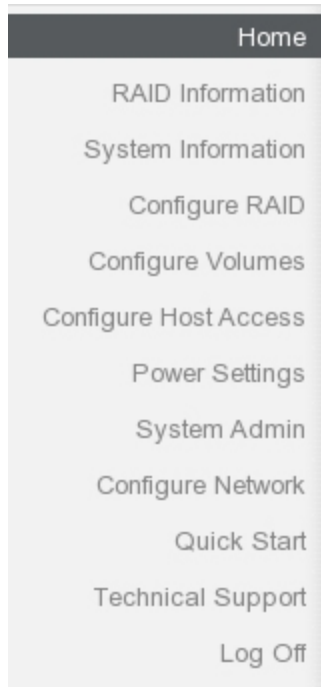 Home
RAID Information
System Information
Configure RAID
Configure Volumes
Configure Host Access
Power Settings
System Admin
Configure Network
Quick Start
Technical Support
Log Off